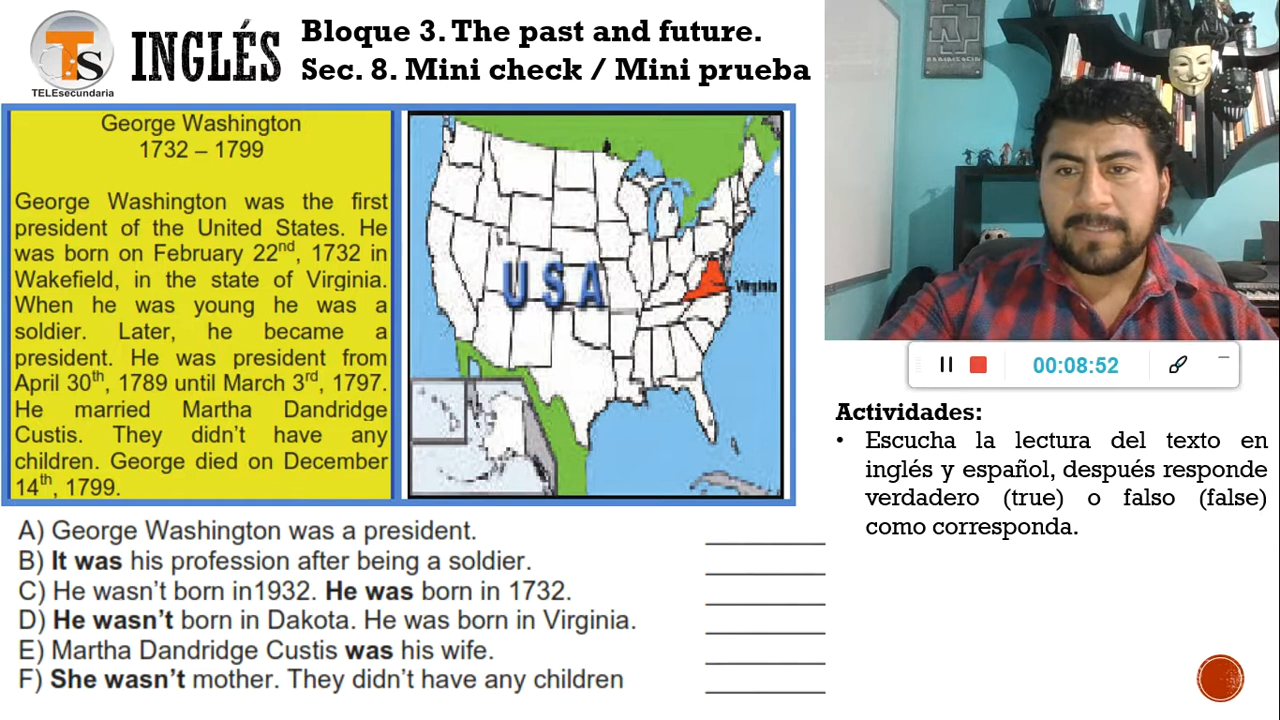 TS
TELEsecundaria
INGLÉS
Bloque 3. The past and future.
Sec. 8. Mini check / Mini prueba
George Washington
1732 – 1799
George Washington was the first
president of the United States. He
was born on February 22nd, 1732 in
Wakefield, in the state of Virginia.
When he was young he was a
soldier. Later, he became a
president. He was president from
April 30th, 1789 until March 3rd, 1797.
He married Martha Dandridge
Custis. They didn't have any
children. George died on December
14th, 1799.
USA
Virginia
RAMMSTEIN
00:08:52
Actividades:
• Escucha la lectura del texto en
inglés y español, después responde
verdadero (true) o falso (false)
como corresponda.
A) George Washington was a president. ________
B) It was his profession after being a soldier. ________
C) He wasn't born in1932. He was born in 1732. ________
D) He wasn't born in Dakota. He was born in Virginia. ________
E) Martha Dandridge Custis was his wife. ________
F) She wasn't mother. They didn't have any children ________